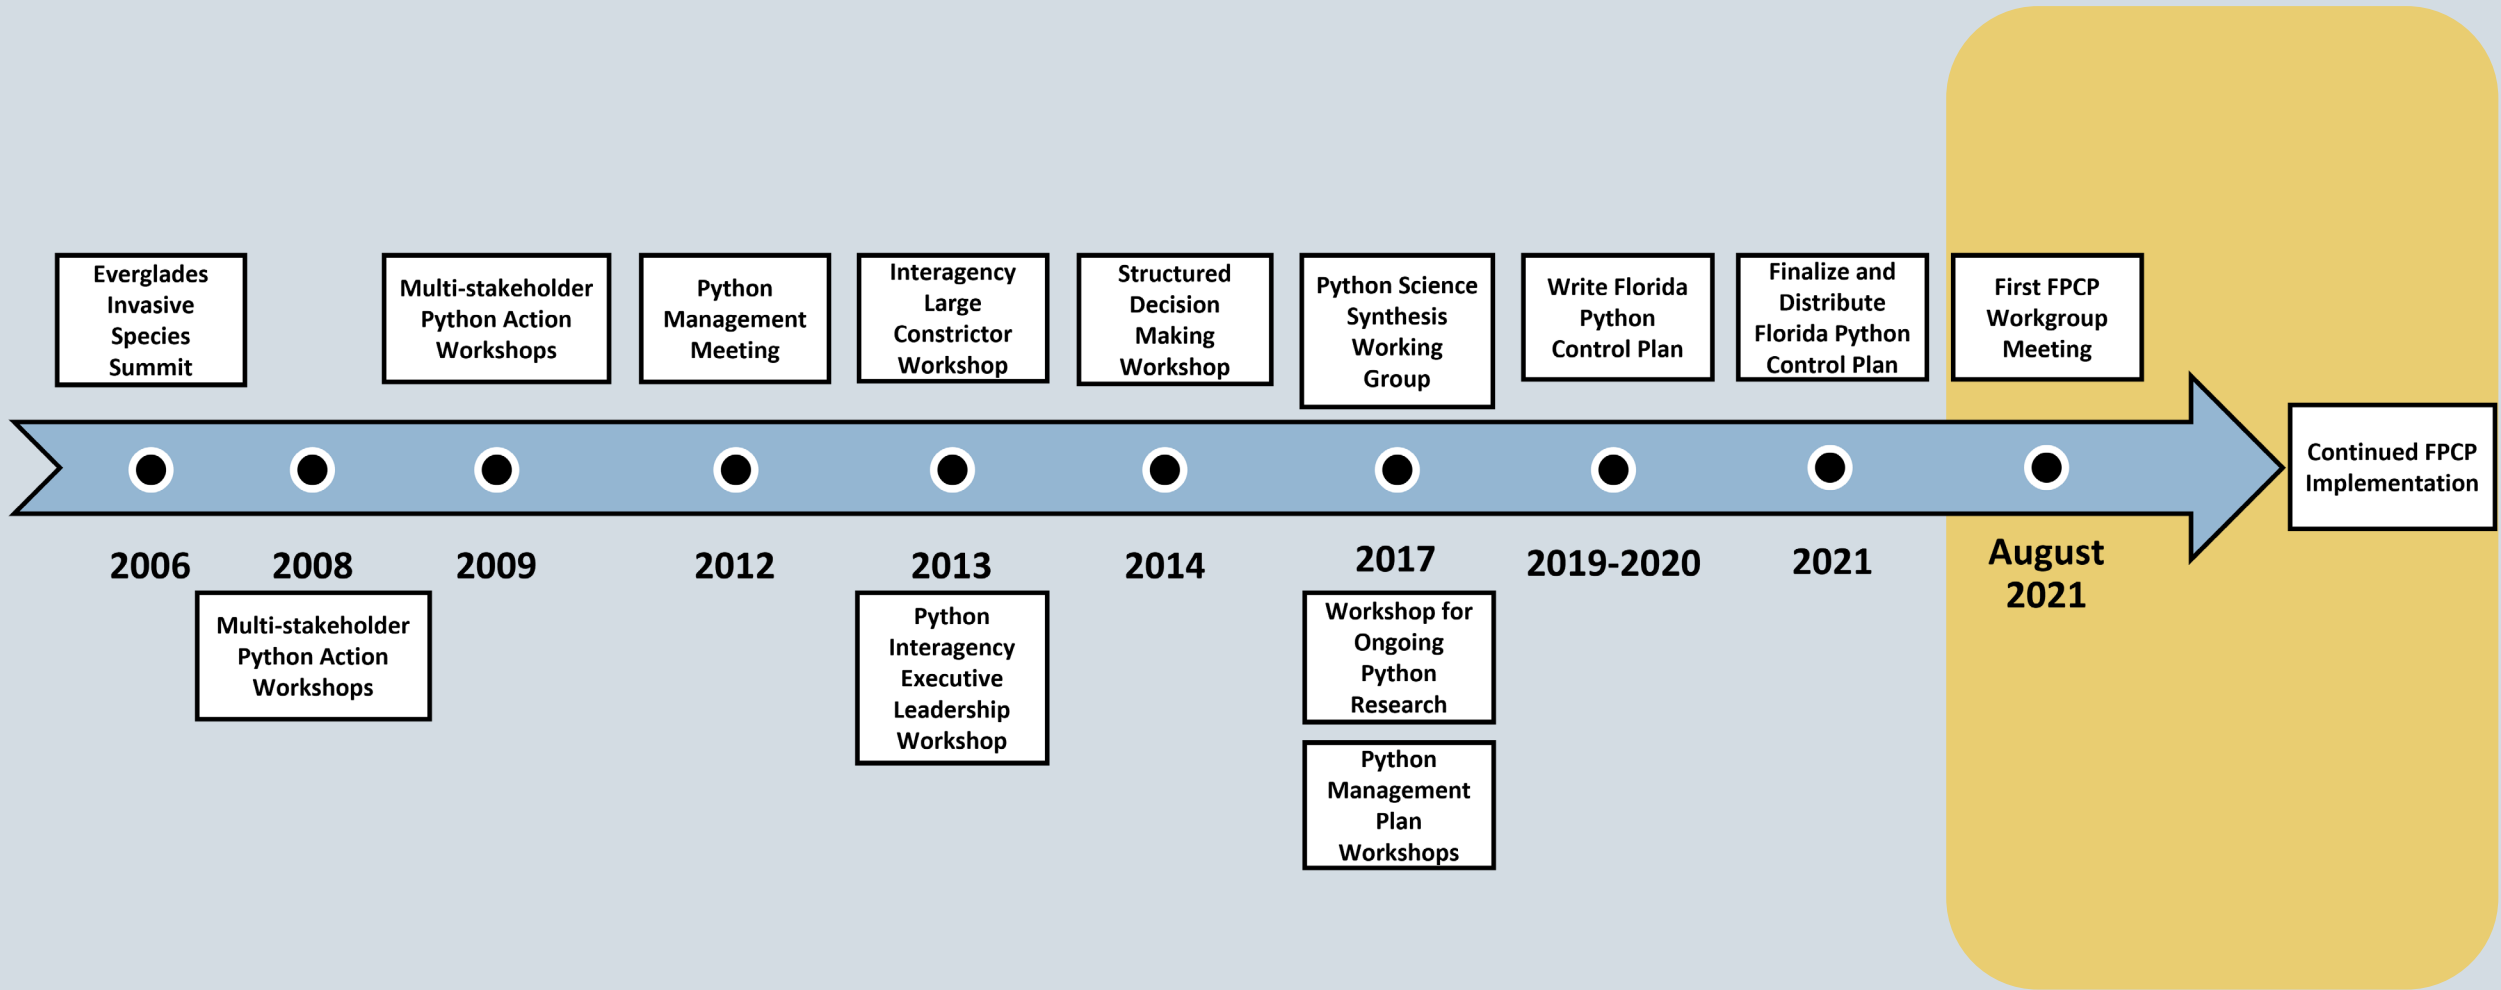 Everglades
Invasive
Species
Summit
Multi-stakeholder
Python Action
Workshops
Python
Management
Meeting
Interagency
Large
Constrictor
Workshop
Structured
Decision
Making
Workshop
Python Science
Synthesis
Working
Group
Write Florida
Python
Control Plan
Finalize and
Distribute
Florida Python
Control Plan
First FPCP
Workgroup
Meeting
Continued FPCP
Implementation
2006
2008
2009
2012
2013
2014
2017
2019-2020
2021
August
2021
Multi-stakeholder
Python Action
Workshops
Python
Interagency
Executive
Leadership
Workshop
Workshop for
Ongoing
Python
Research
Python
Management
Plan
Workshops